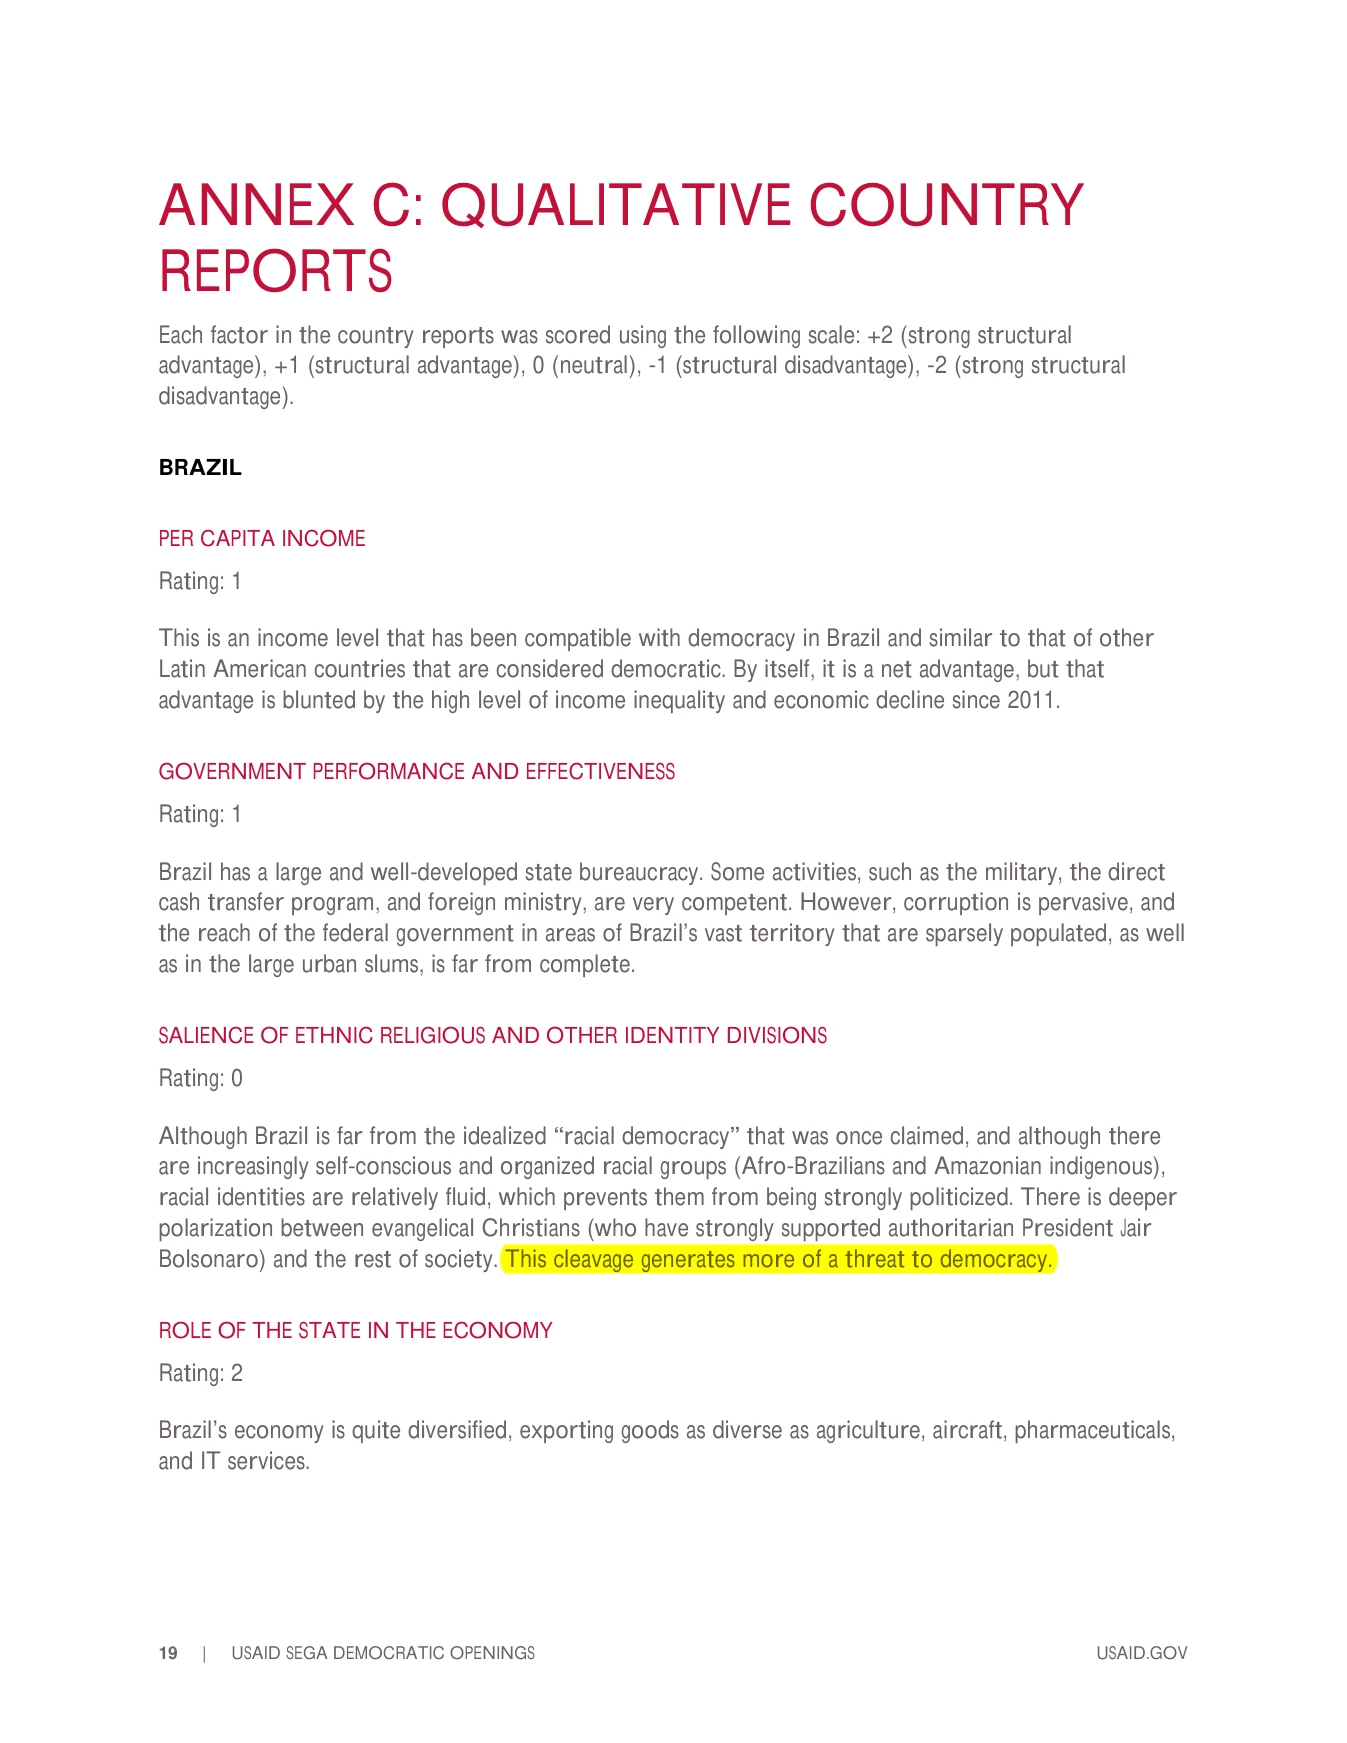 ANNEX C: QUALITATIVE COUNTRY
REPORTS
Each factor in the country reports was scored using the following scale: +2 (strong structural
advantage), +1 (structural advantage), 0 (neutral), -1 (structural disadvantage), -2 (strong structural
disadvantage).
BRAZIL
PER CAPITA INCOME
Rating: 1
This is an income level that has been compatible with democracy in Brazil and similar to that of other
Latin American countries that are considered democratic. By itself, it is a net advantage, but that
advantage is blunted by the high level of income inequality and economic decline since 2011.
GOVERNMENT PERFORMANCE AND EFFECTIVENESS
Rating: 1
Brazil has a large and well-developed state bureaucracy. Some activities, such as the military, the direct
cash transfer program, and foreign ministry, are very competent. However, corruption is pervasive, and
the reach of the federal government in areas of Brazil’s vast territory that are sparsely populated, as well
as in the large urban slums, is far from complete.
SALIENCE OF ETHNIC RELIGIOUS AND OTHER IDENTITY DIVISIONS
Rating: 0
Although Brazil is far from the idealized “racial democracy” that was once claimed, and although there
are increasingly self-conscious and organized racial groups (Afro-Brazilians and Amazonian indigenous),
racial identities are relatively fluid, which prevents them from being strongly politicized. There is deeper
polarization between evangelical Christians (who have strongly supported authoritarian President Jair
Bolsonaro) and the rest of society. This cleavage generates more of a threat to democracy.
ROLE OF THE STATE IN THE ECONOMY
Rating: 2
Brazil’s economy is quite diversified, exporting goods as diverse as agriculture, aircraft, pharmaceuticals,
and IT services.
19 | USAID SEGA DEMOCRATIC OPENINGS USAID.GOV